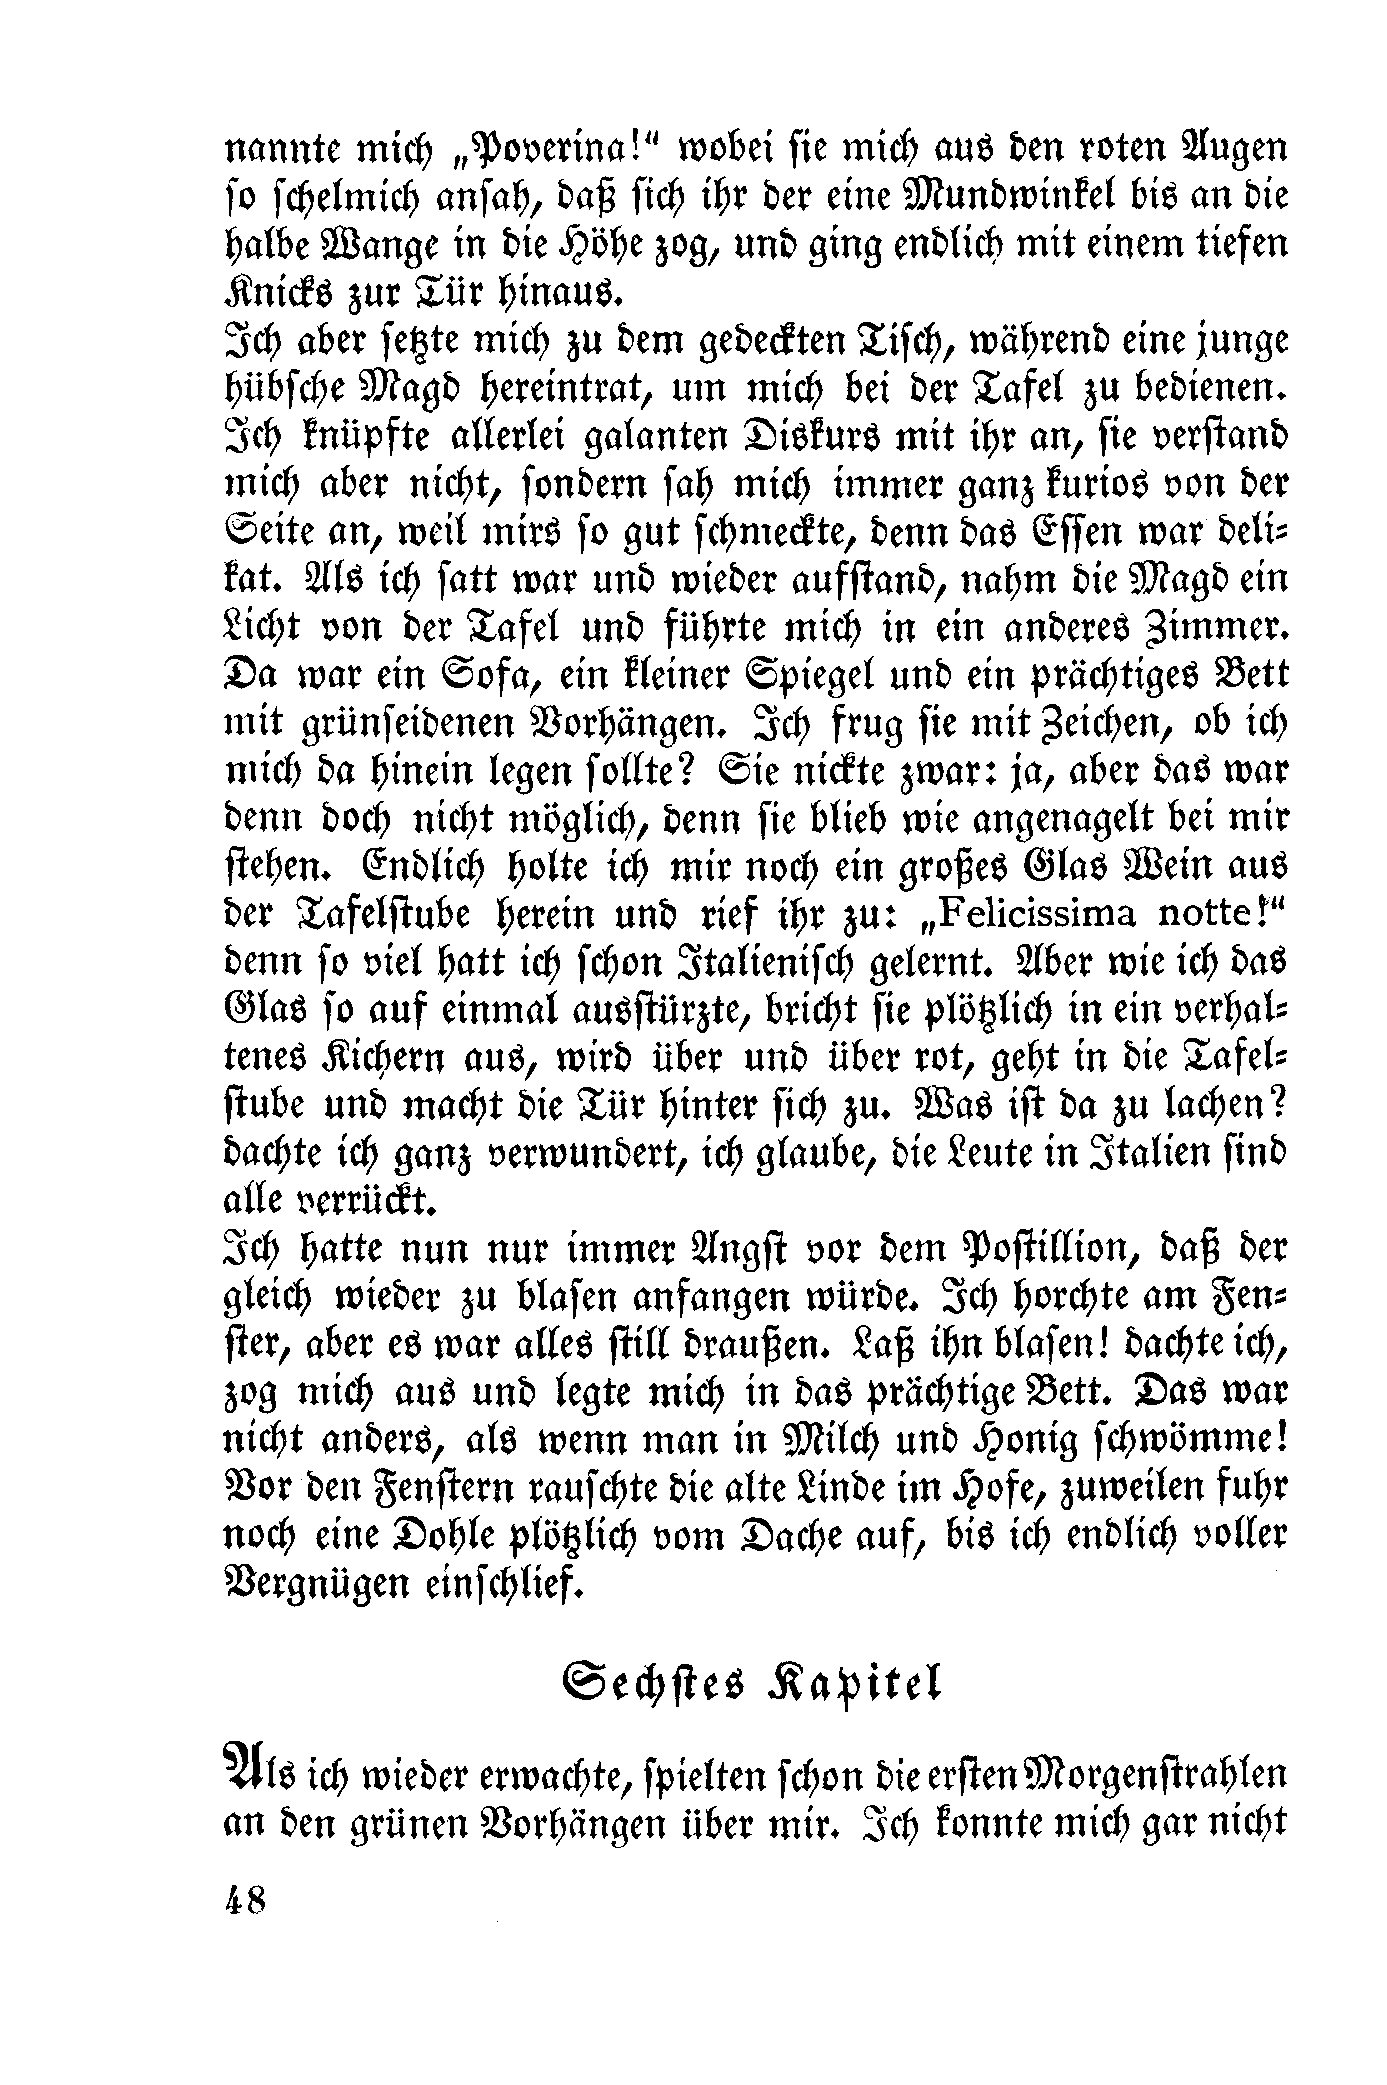 nannte mich „Poverina!“ wobei sie mich aus den roten Augen
so schelmich ansah, daß sich ihr der eine Mundwinkel bis an die
halbe Wange in die Höhe zog, und ging endlich mit einem tiefen
Knicks zur Tür hinaus.
Ich aber setzte mich zu dem gedeckten Tisch, während eine junge
hübsche Magd hereintrat, um mich bei der Tafel zu bedienen.
Ich knüpfte allerlei galanten Diskurs mit ihr an, sie verstand
mich aber nicht, sondern sah mich immer ganz kurios von der
Seite an, weil mirs so gut schmeckte, denn das Essen war deli-
kat. Als ich satt war und wieder aufstand, nahm die Magd ein
Licht von der Tafel und führte mich in ein anderes Zimmer.
Da war ein Sofa, ein kleiner Spiegel und ein prächtiges Bett
mit grünseidenen Vorhängen. Ich frug sie mit Zeichen, ob ich
mich da hinein legen sollte? Sie nickte zwar: ja, aber das war
denn doch nicht möglich, denn sie blieb wie angenagelt bei mir
stehen. Endlich holte ich mir noch ein großes Glas Wein aus
der Tafelstube herein und rief ihr zu: „Felicissima notte!“
denn so viel hatt ich schon Italienisch gelernt. Aber wie ich das
Glas so auf einmal ausstürzte, bricht sie plötzlich in ein verhal-
tenes Kichern aus, wird über und über rot, geht in die Tafel-
stube und macht die Tür hinter sich zu. Was ist da zu lachen?
dachte ich ganz verwundert, ich glaube, die Leute in Italien sind
alle verrückt.
Ich hatte nun nur immer Angst vor dem Postillion, daß der
gleich wieder zu blasen anfangen würde. Ich horchte am Fen-
ster, aber es war alles still draußen. Laß ihn blasen! dachte ich,
zog mich aus und legte mich in das prächtige Bett. Das war
nicht anders, als wenn man in Milch und Honig schwömme!
Vor den Fenstern rauschte die alte Linde im Hofe, zuweilen fuhr
noch eine Dohle plötzlich vom Dache auf, bis ich endlich voller
Vergnügen einschlief.
Sechstes Kapitel
Als ich wieder erwachte, spielten schon die ersten Morgenstrahlen
an den grünen Vorhängen über mir. Ich konnte mich gar nicht
48